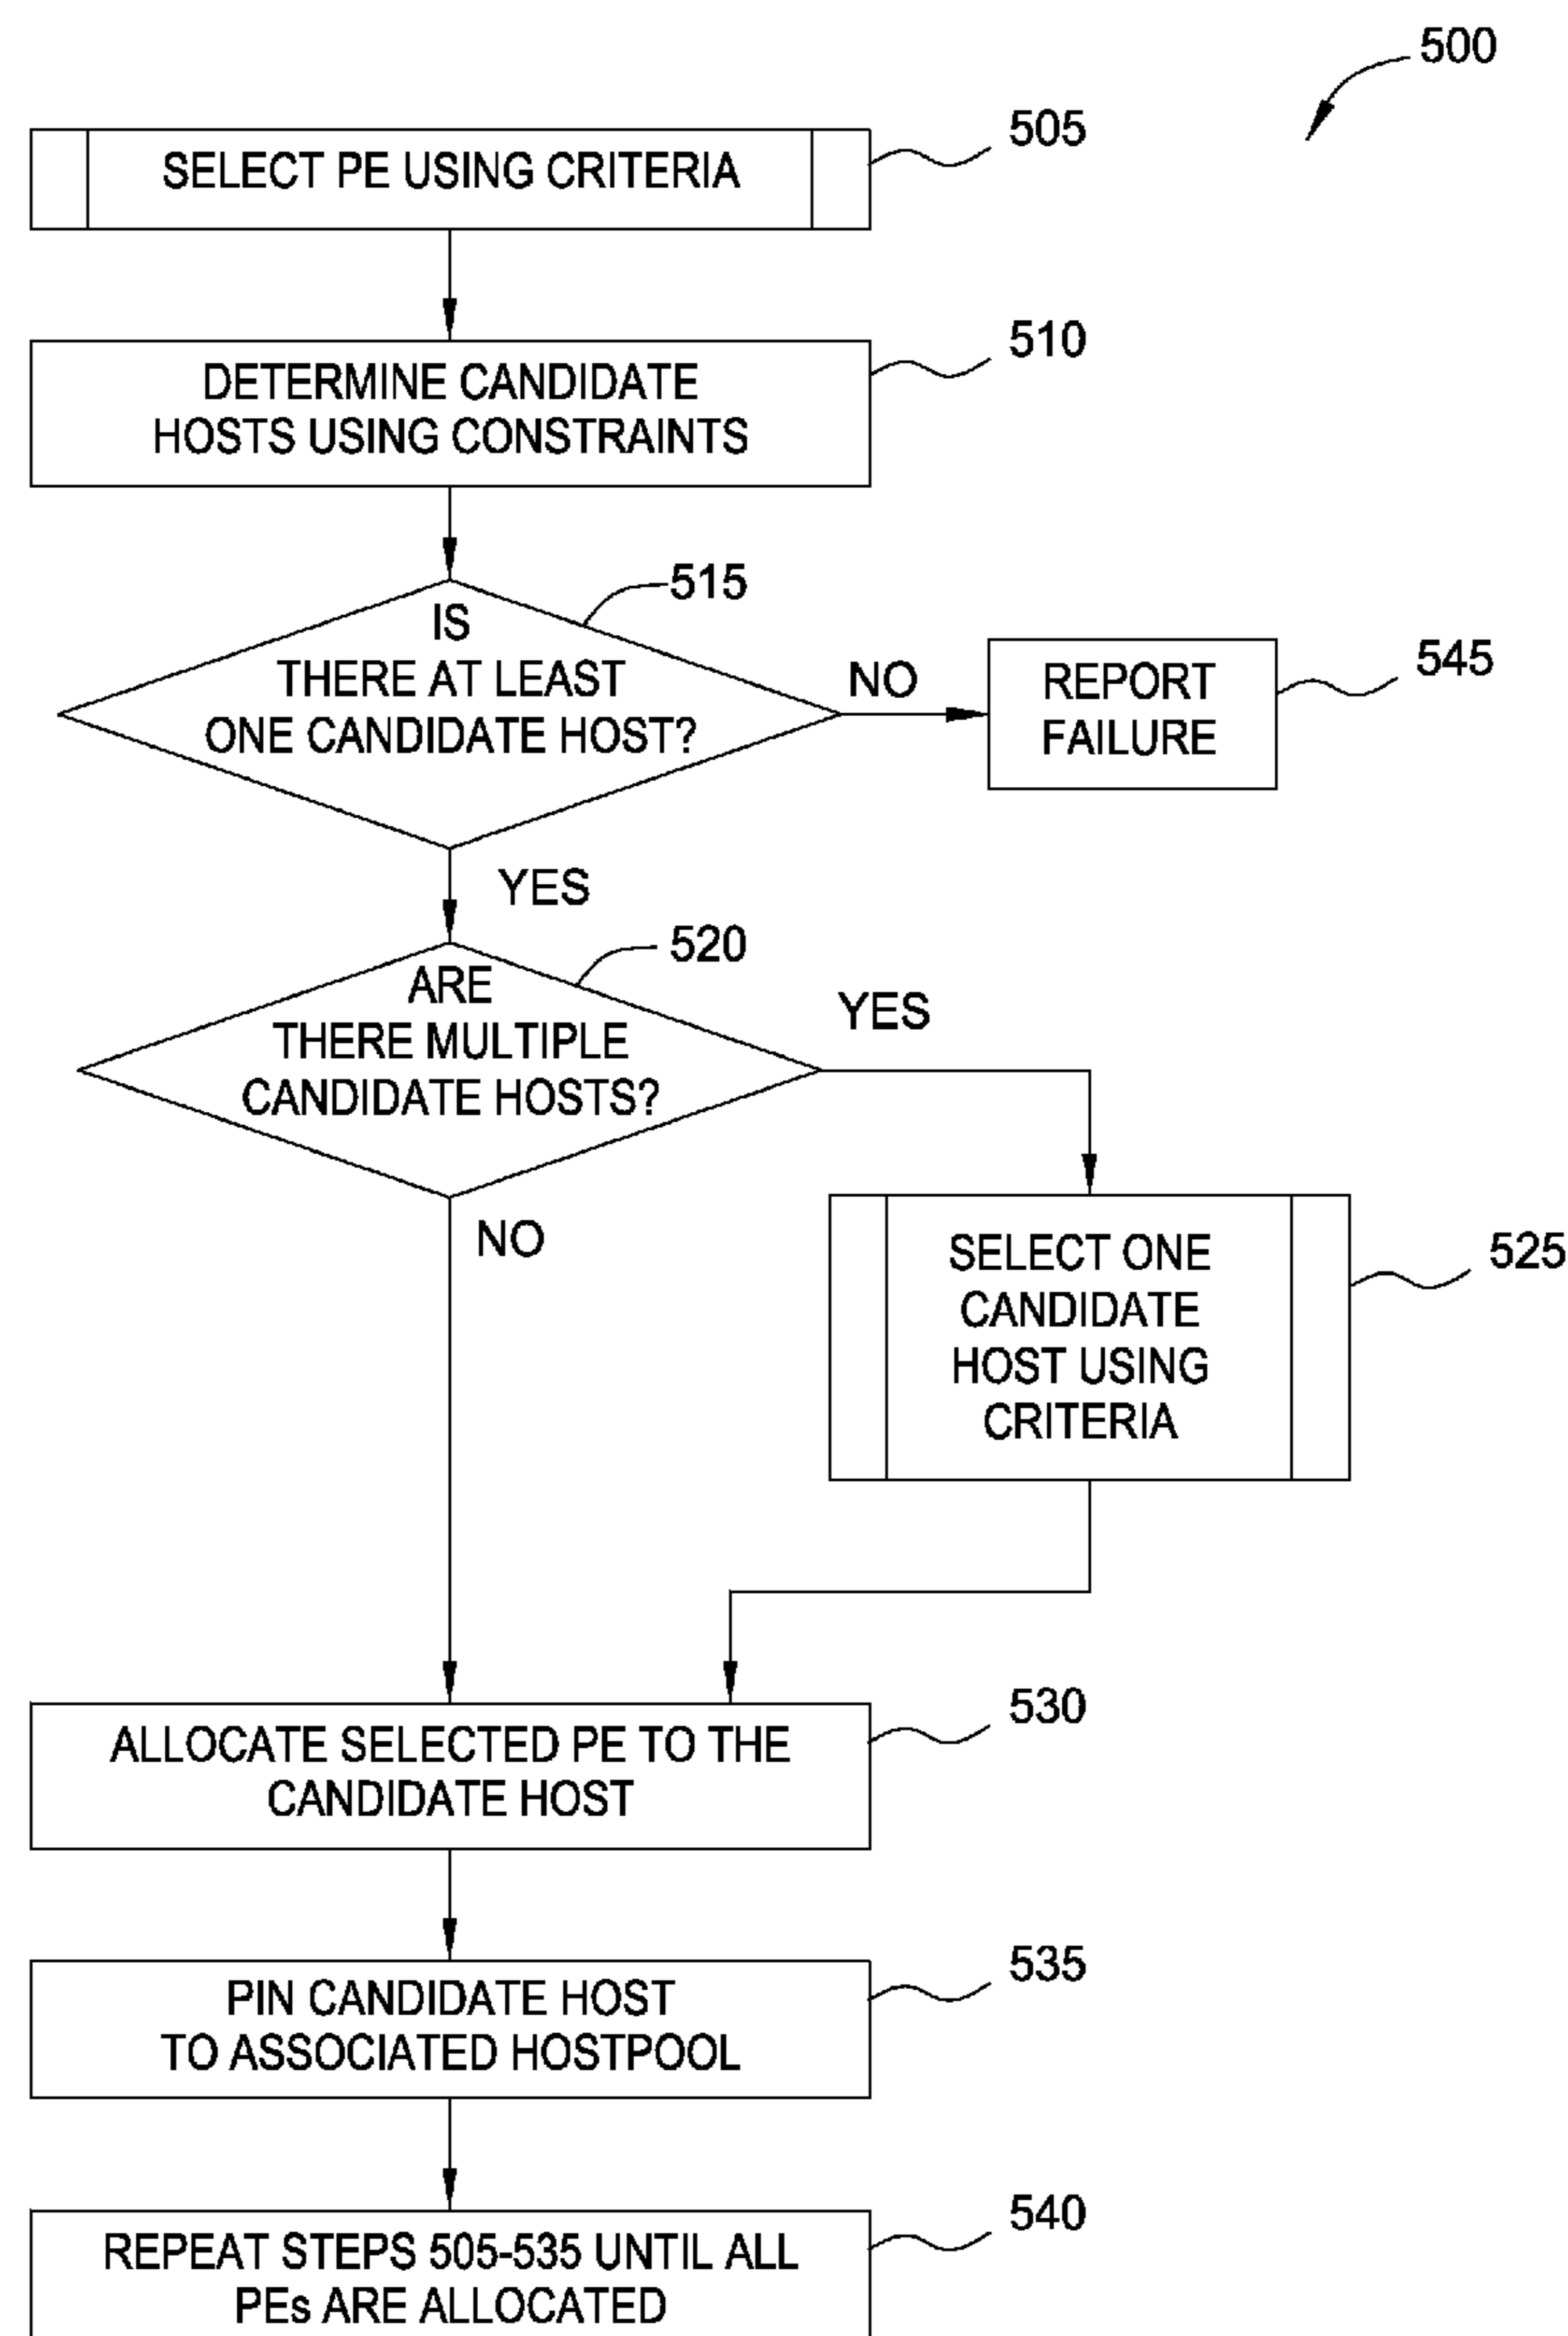 500
SELECT PE USING CRITERIA
505
DETERMINE CANDIDATE
HOSTS USING CONSTRAINTS
510
IS
THERE AT LEAST
ONE CANDIDATE HOST?
515
NO
REPORT
FAILURE
545
YES
ARE
THERE MULTIPLE
CANDIDATE HOSTS?
520
YES
NO
SELECT ONE
CANDIDATE
HOST USING
CRITERIA
525
ALLOCATE SELECTED PE TO THE
CANDIDATE HOST
530
PIN CANDIDATE HOST
TO ASSOCIATED HOSTPOOL
535
REPEAT STEPS 505-535 UNTIL ALL
PEs ARE ALLOCATED
540